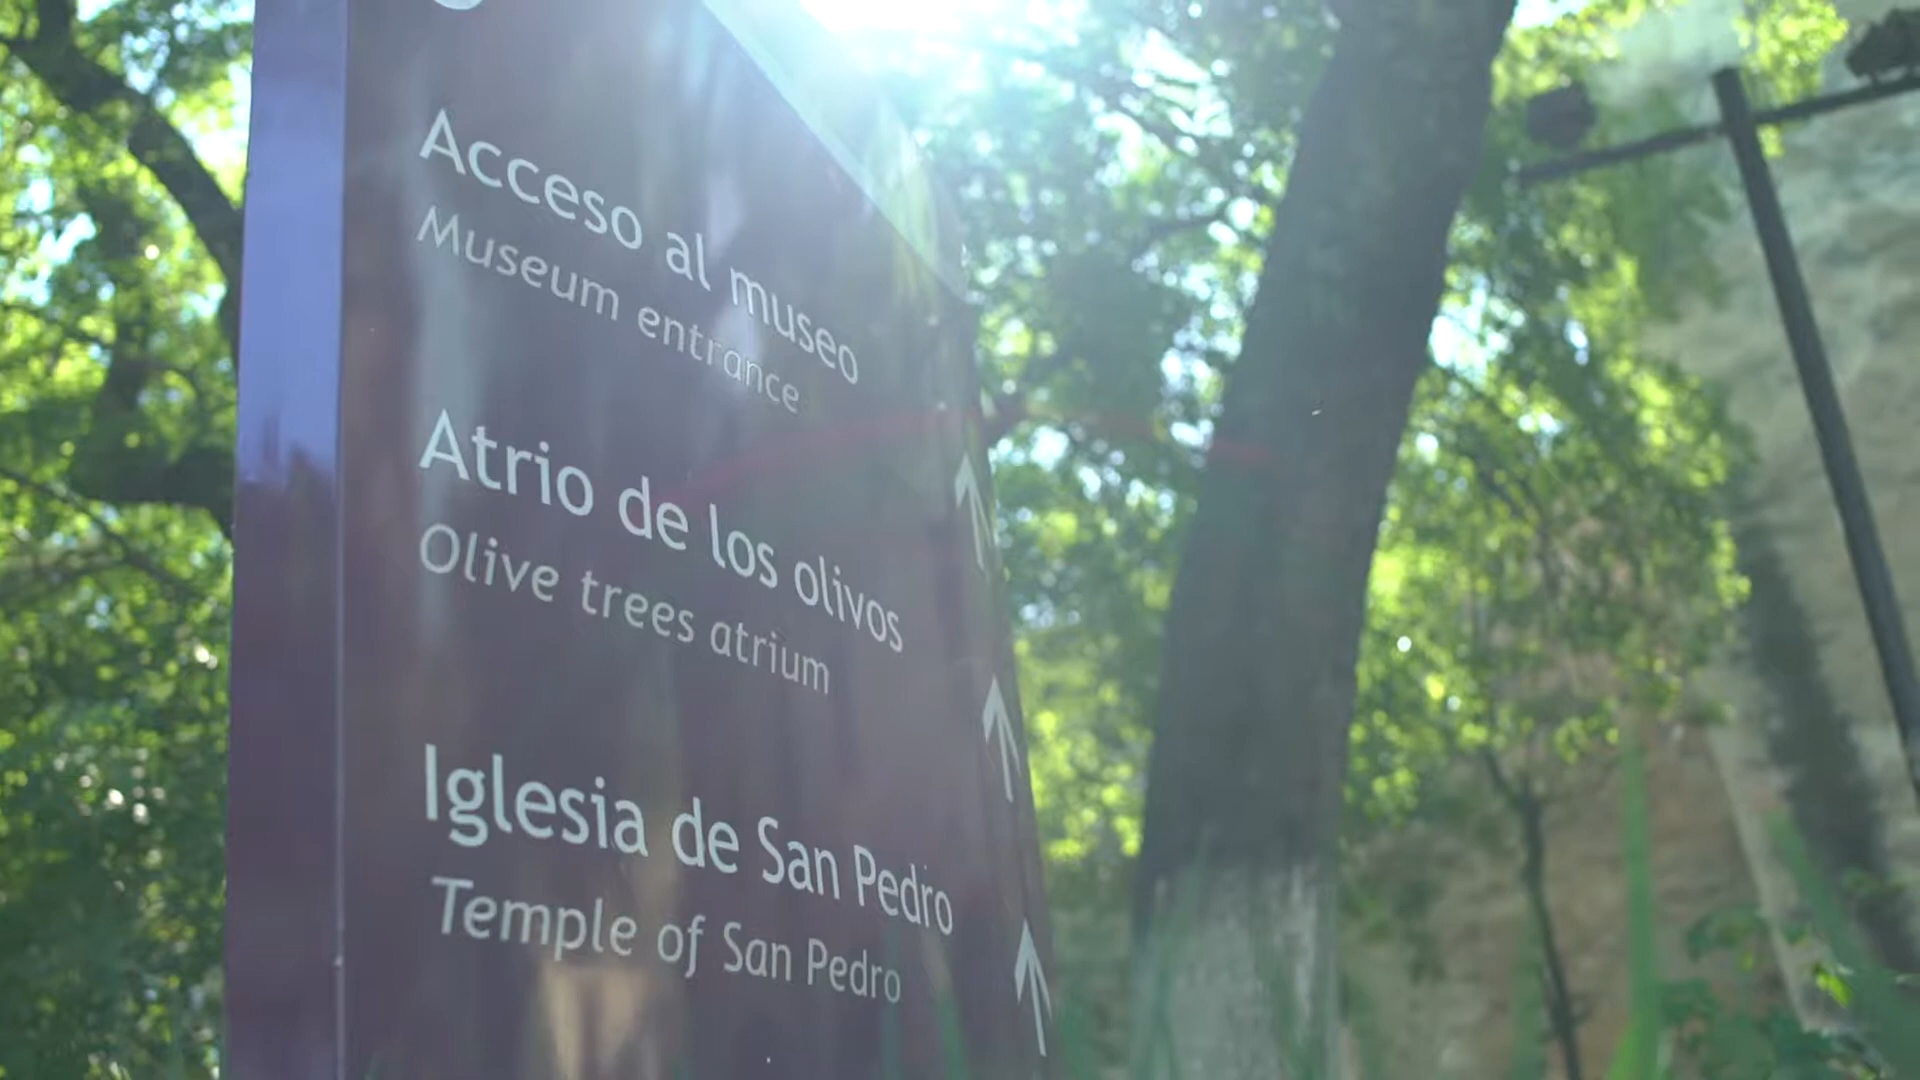 Acceso al museo
Museum entrance
Atrio de los olivos
Olive trees atrium
Iglesia de San Pedro
Temple of San Pedro